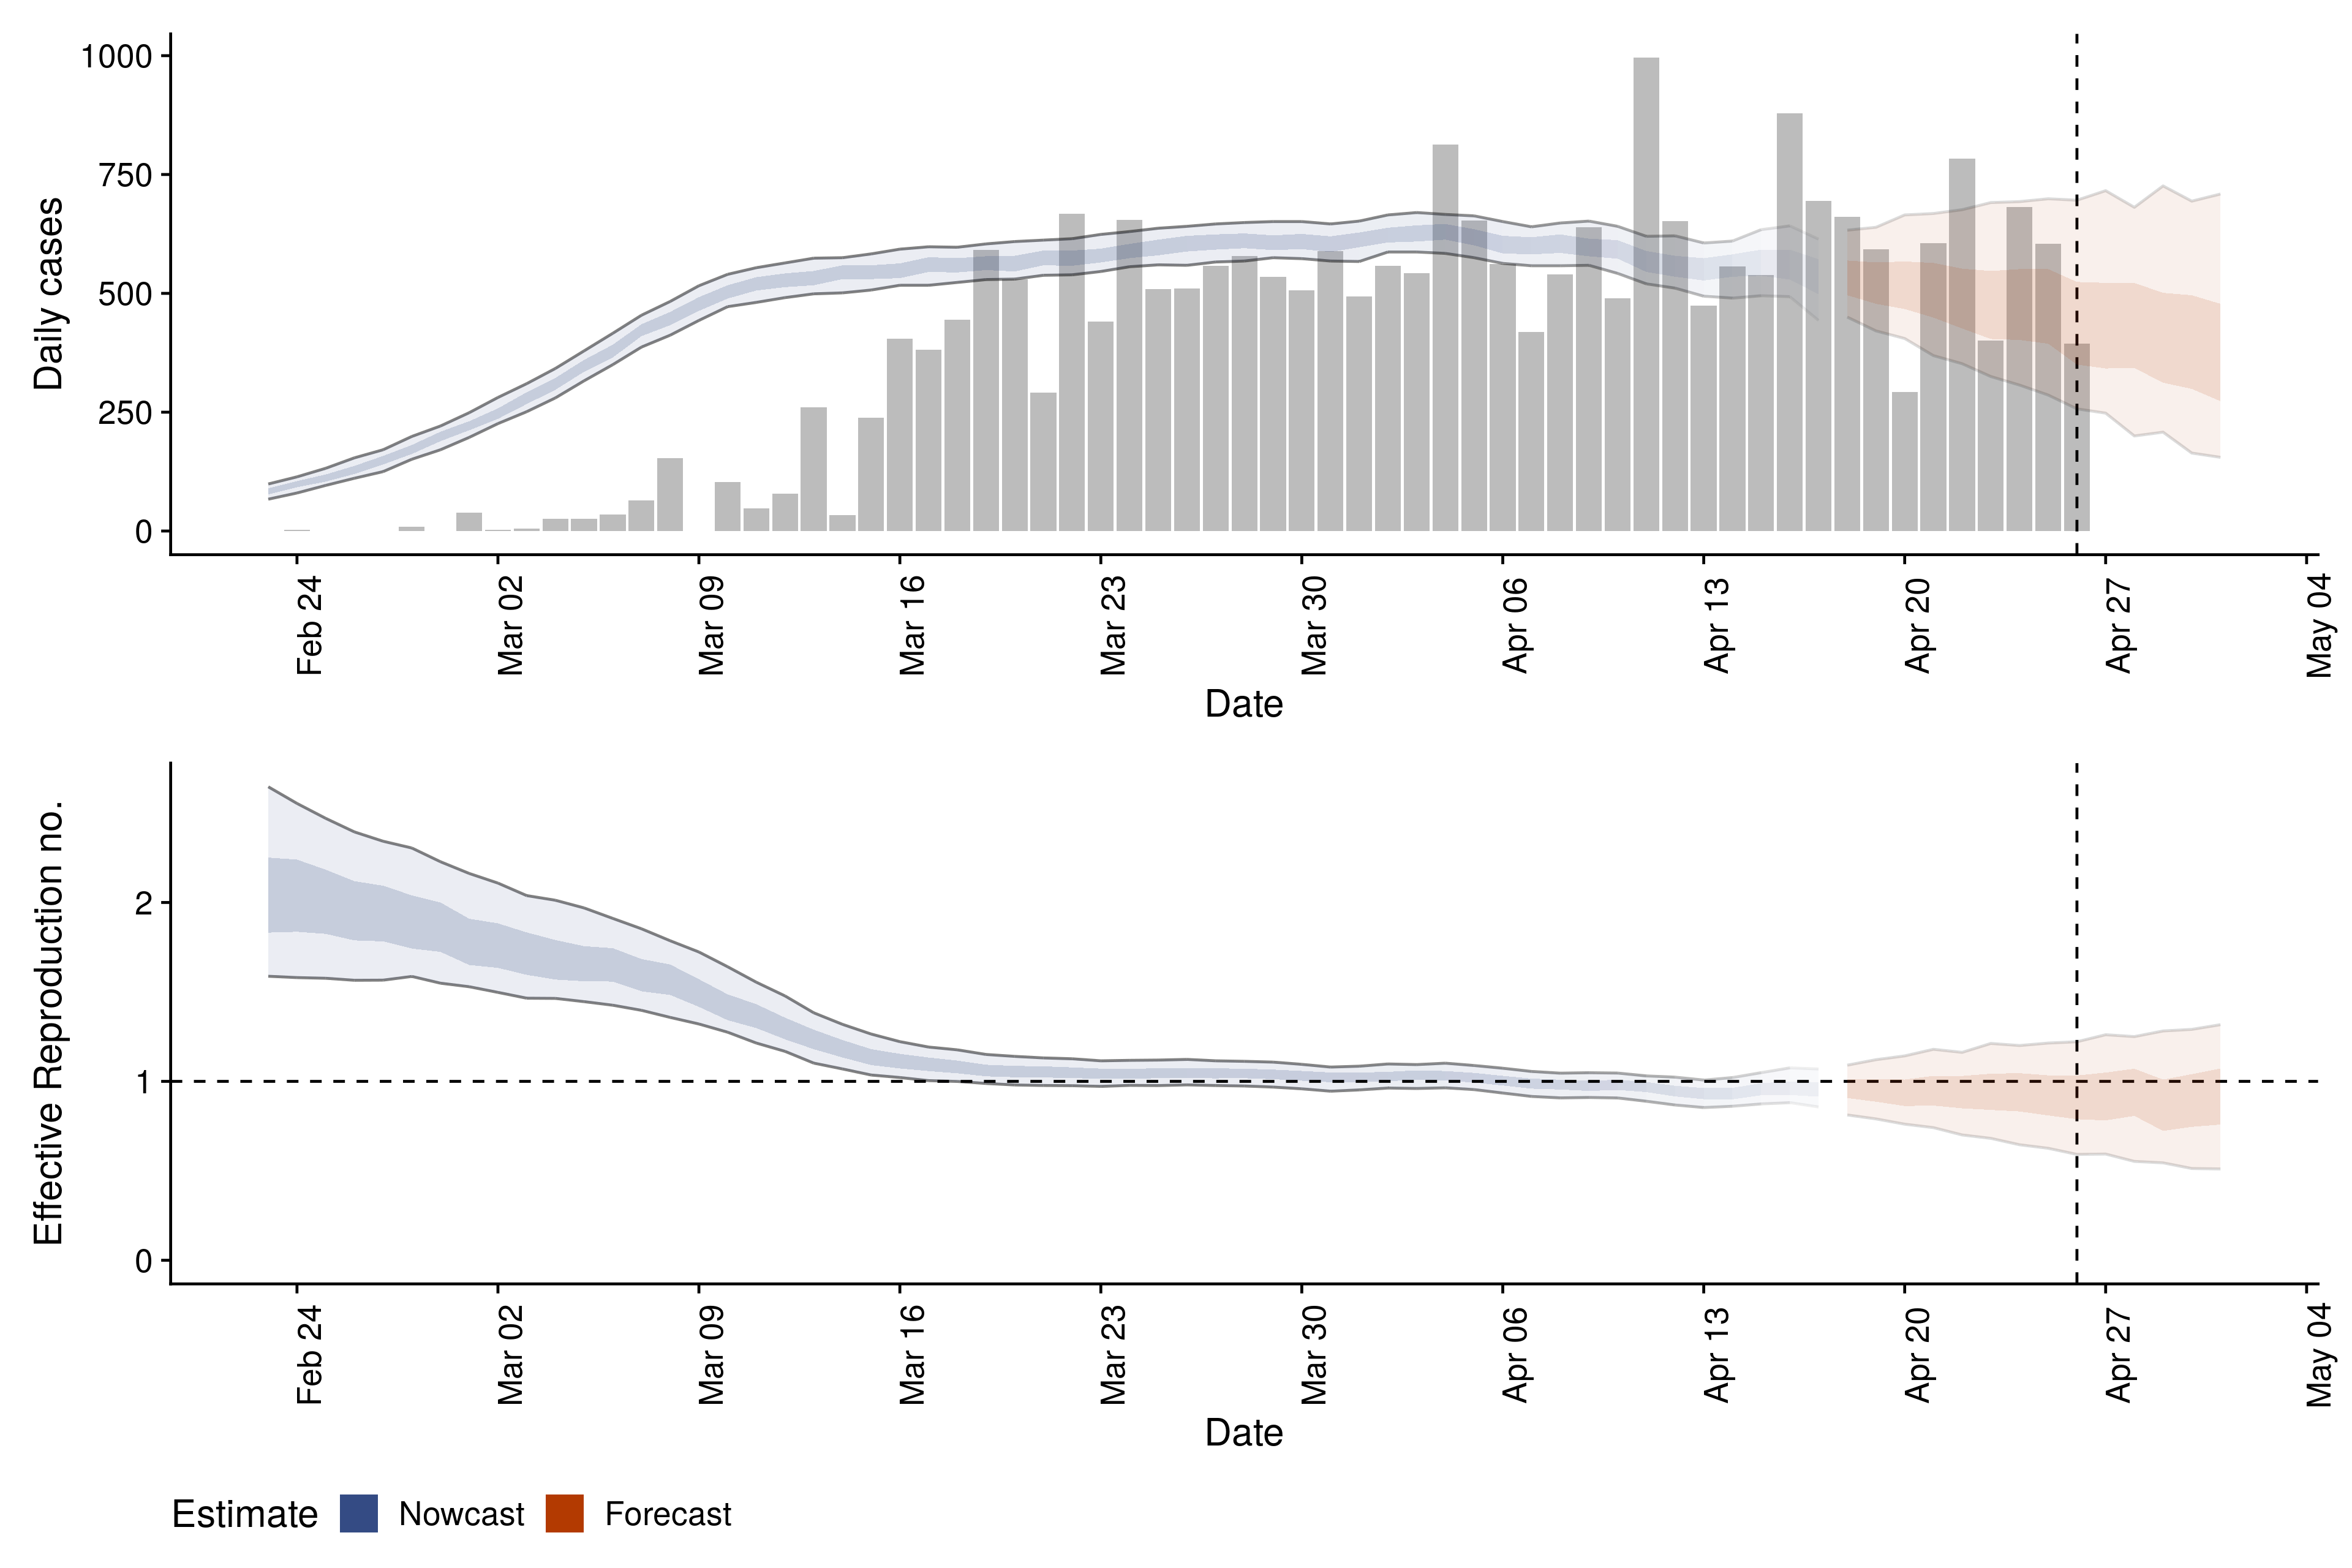 1000
750
500
250
0
Daily cases
Feb 24
Mar 02
Mar 09
Mar 16
Mar 23
Mar 30
Apr 06
Apr 13
Apr 20
Apr 27
May 04
Date
2
1
0
Effective Reproduction no.
Feb 24
Mar 02
Mar 09
Mar 16
Mar 23
Mar 30
Apr 06
Apr 13
Apr 20
Apr 27
May 04
Date
Estimate Nowcast Forecast